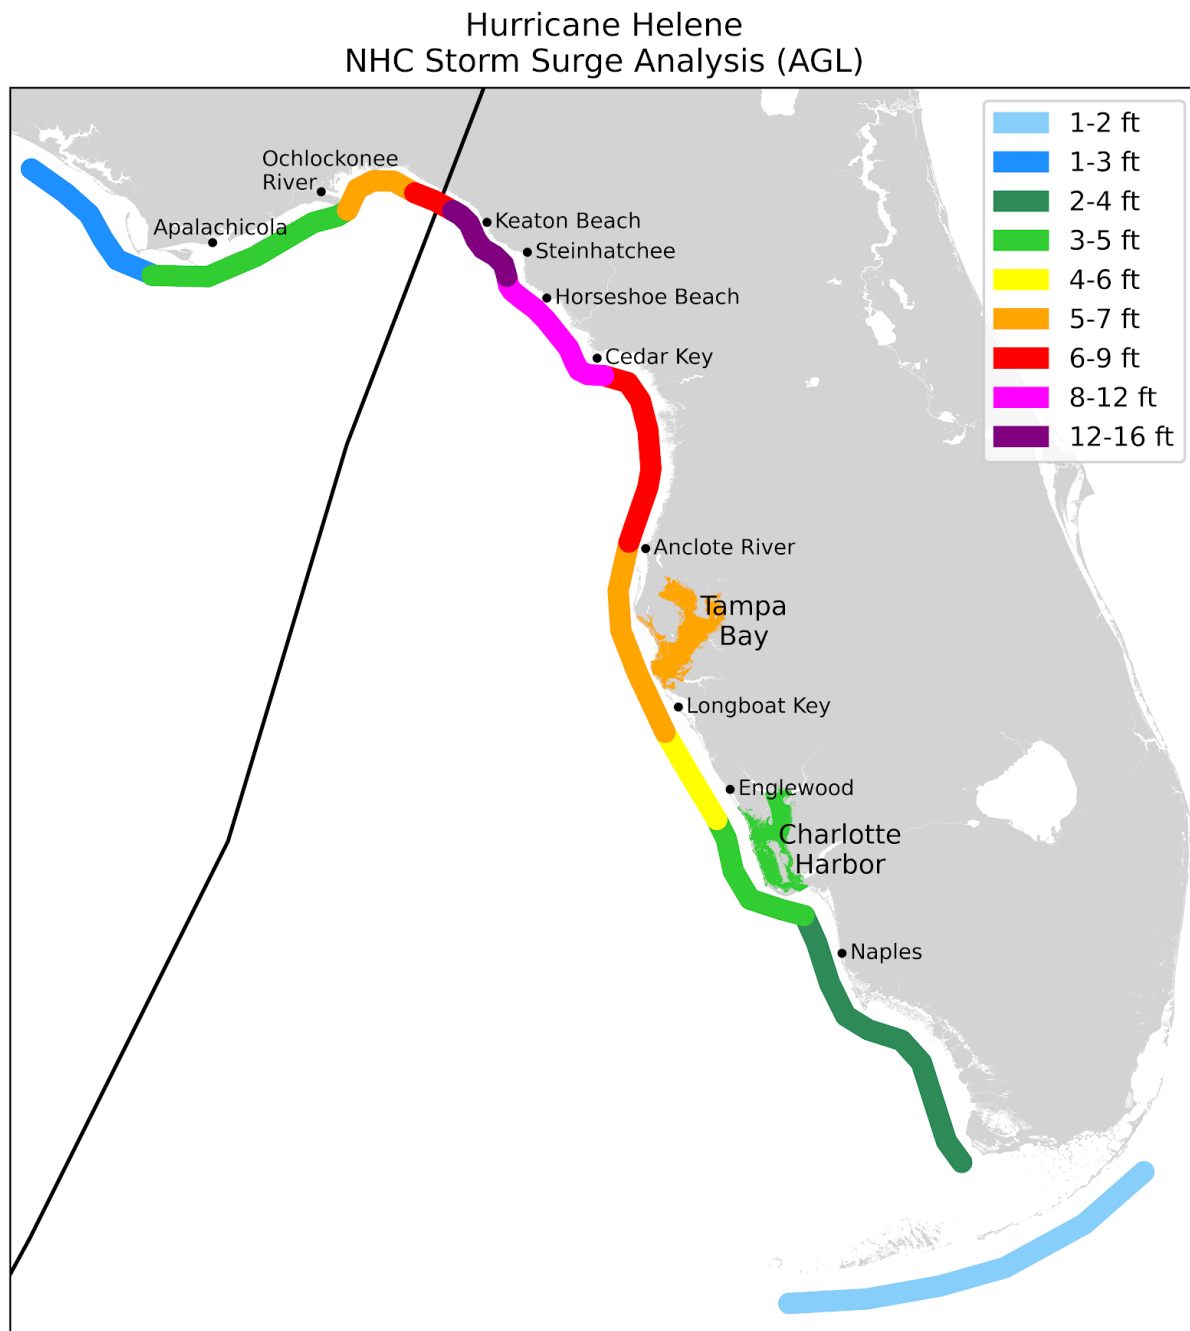 Hurricane Helene
NHC Storm Surge Analysis (AGL)
1-2 ft
1-3 ft
2-4 ft
3-5 ft
4-6 ft
5-7 ft
6-9 ft
8-12 ft
12-16 ft
Ochlockonee
River
Apalachicola
Keaton Beach
Steinhatchee
Horseshoe Beach
Cedar Key
Anclote River
Tampa
Bay
Longboat Key
Englewood
Charlotte
Harbor
Naples